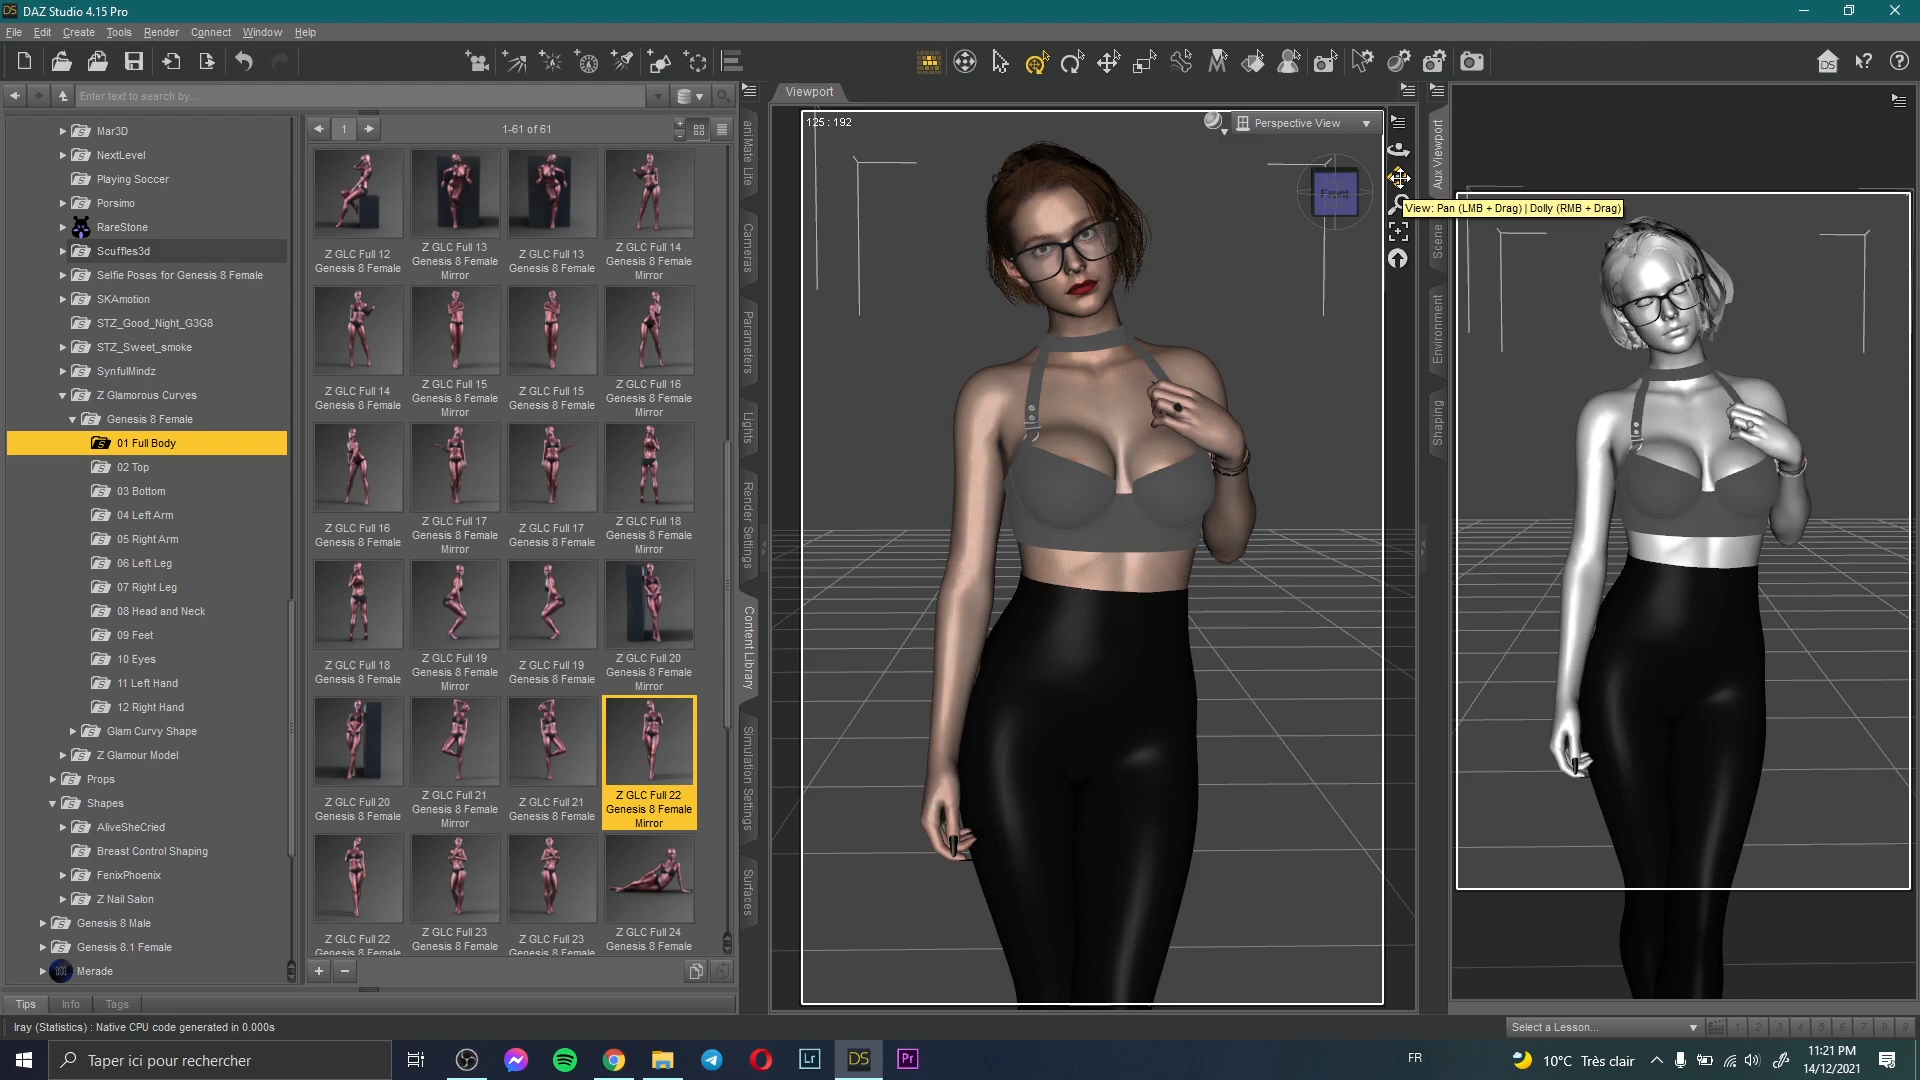 DAZ Studio 4.15 Pro
File Edit Create Tools Render Connect Window Help
Enter text to search by...
Mar3D
NextLevel
Playing Soccer
Porsimo
RareStone
Scuffles3d
Selfie Poses for Genesis 8 Female
SKAmotion
STZ_Good_Night_G3G8
STZ_Sweet_smoke
SynfulMindz
Z Glamorous Curves
Genesis 8 Female
01 Full Body
02 Top
03 Bottom
04 Left Arm
05 Right Arm
06 Left Leg
07 Right Leg
08 Head and Neck
09 Feet
10 Eyes
11 Left Hand
12 Right Hand
Glam Curvy Shape
Z Glamour Model
Props
Shapes
AliveSheCried
Breast Control Shaping
FenixPhoenix
Z Nail Salon
Genesis 8 Male
Genesis 8.1 Female
Merade
1
1-61 of 61
Z GLC Full 12
Genesis 8 Female
Z GLC Full 13
Genesis 8 Female
Mirror
Z GLC Full 13
Genesis 8 Female
Z GLC Full 14
Genesis 8 Female
Mirror
Z GLC Full 14
Genesis 8 Female
Z GLC Full 15
Genesis 8 Female
Mirror
Z GLC Full 15
Genesis 8 Female
Z GLC Full 16
Genesis 8 Female
Mirror
Z GLC Full 16
Genesis 8 Female
Z GLC Full 17
Genesis 8 Female
Mirror
Z GLC Full 17
Genesis 8 Female
Z GLC Full 18
Genesis 8 Female
Mirror
Z GLC Full 18
Genesis 8 Female
Z GLC Full 19
Genesis 8 Female
Mirror
Z GLC Full 19
Genesis 8 Female
Z GLC Full 20
Genesis 8 Female
Mirror
Z GLC Full 20
Genesis 8 Female
Z GLC Full 21
Genesis 8 Female
Mirror
Z GLC Full 21
Genesis 8 Female
Z GLC Full 22
Genesis 8 Female
Mirror
Z GLC Full 22
Genesis 8 Female
Z GLC Full 23
Genesis 8 Female
Z GLC Full 23
Genesis 8 Female
Z GLC Full 24
Genesis 8 Female
aniMate Lite
Cameras
Parameters
Lights
Render Settings
Content Library
Simulation Settings
Surfaces
Viewport
125 : 192
Perspective View
Front
View: Pan (LMB + Drag) | Dolly (RMB + Drag)
Aux Viewport
Scene
Environment
Shaping
Tips Info Tags
Iray (Statistics) : Native CPU code generated in 0.000s
Select a Lesson...
1 2 3 4 5 6 7 8 9
Taper ici pour rechercher
Lr
DS
Pr
FR
10°C Très clair
11:21 PM
14/12/2021